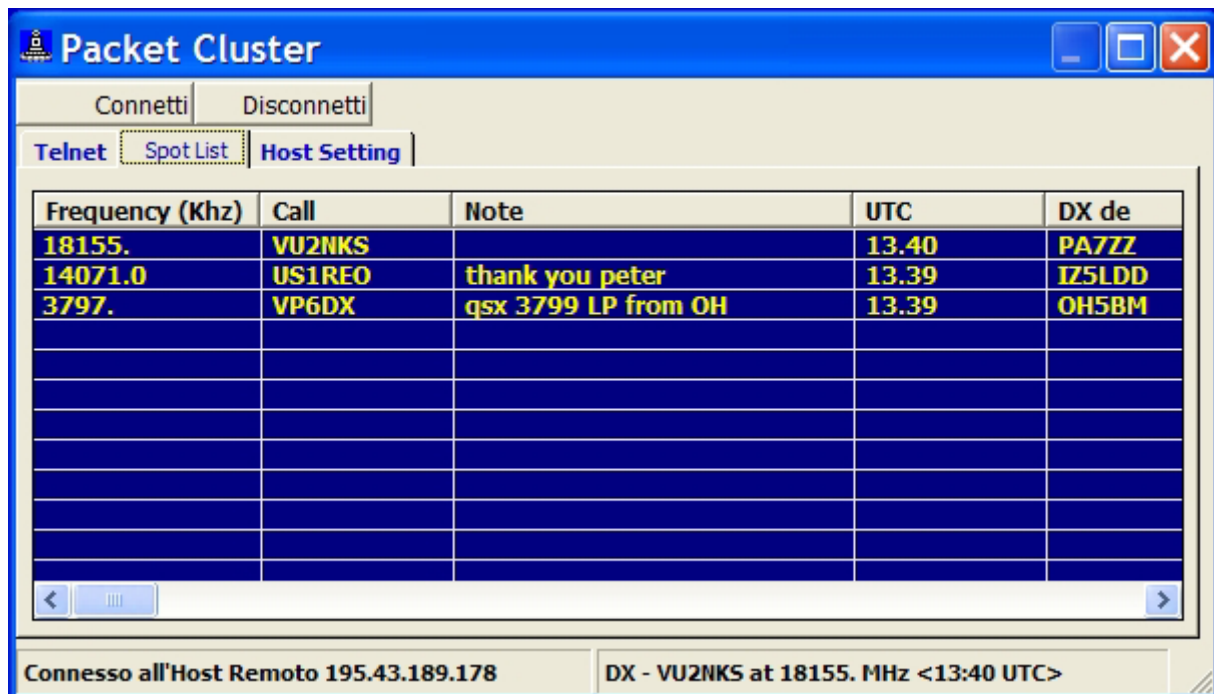 Packet Cluster
Connetti Disconnetti
Telnet Spot List Host Setting
Frequency (Khz) Call Note UTC DX de
18155. VU2NKS 13.40 PA7ZZ
14071.0 US1REO thank you peter 13.39 IZ5LDD
3797. VP6DX qsx 3799 LP from OH 13.39 OH5BM
Connesso all'Host Remoto 195.43.189.178 DX - VU2NKS at 18155. MHz <13:40 UTC>